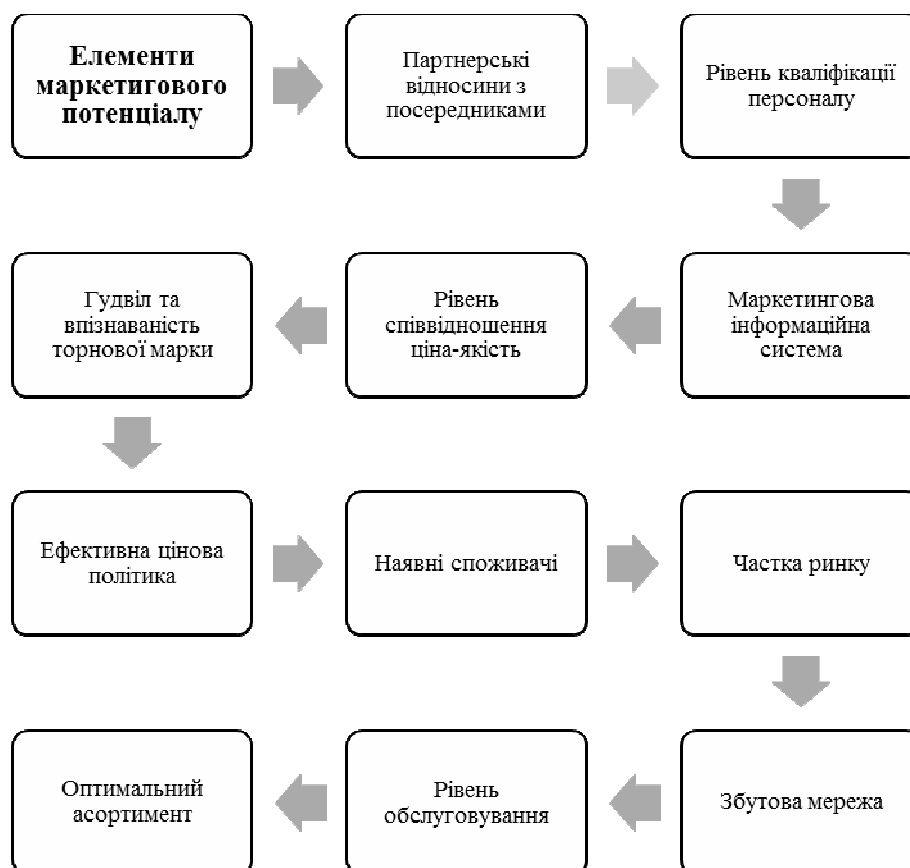 Елементи
маркетигового
потенціалу
Партнерські
відносини з
посередниками
Рівень кваліфікації
персоналу
Маркетингова
інформаційна
система
Рівень
співвідношення
ціна-якість
Гудвіл та
впізнаваність
торнової марки
Ефективна цінова
політика
Наявні споживачі
Частка ринку
Збутова мережа
Рівень
обслуговування
Оптимальний
асортимент